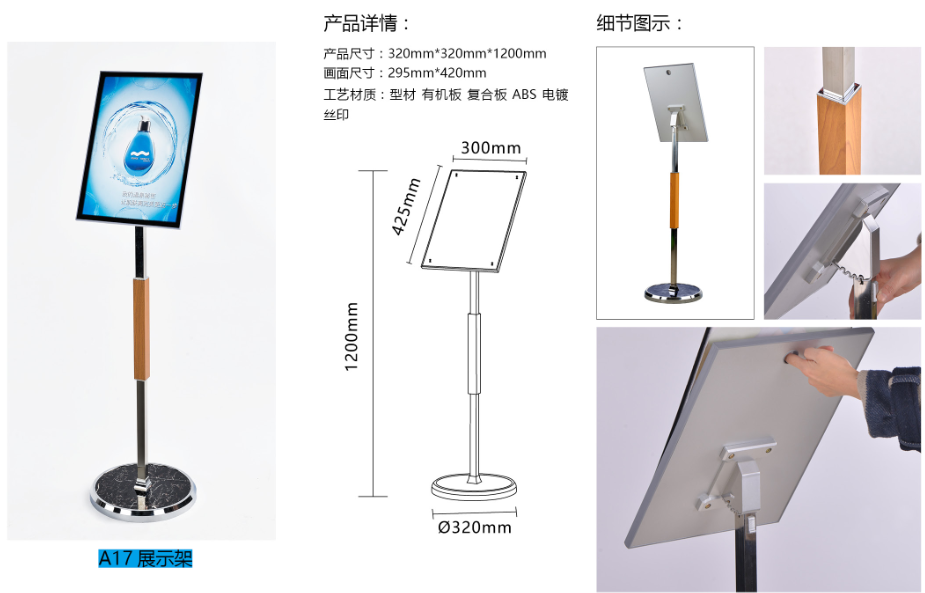 产品详情：
产品尺寸：320mm*320mm*1200mm
画面尺寸：295mm*420mm
工艺材质：型材 有机板 复合板 ABS 电镀
丝印
300mm
425mm
1200mm
Ø320mm
A17 展示架
细节图示：